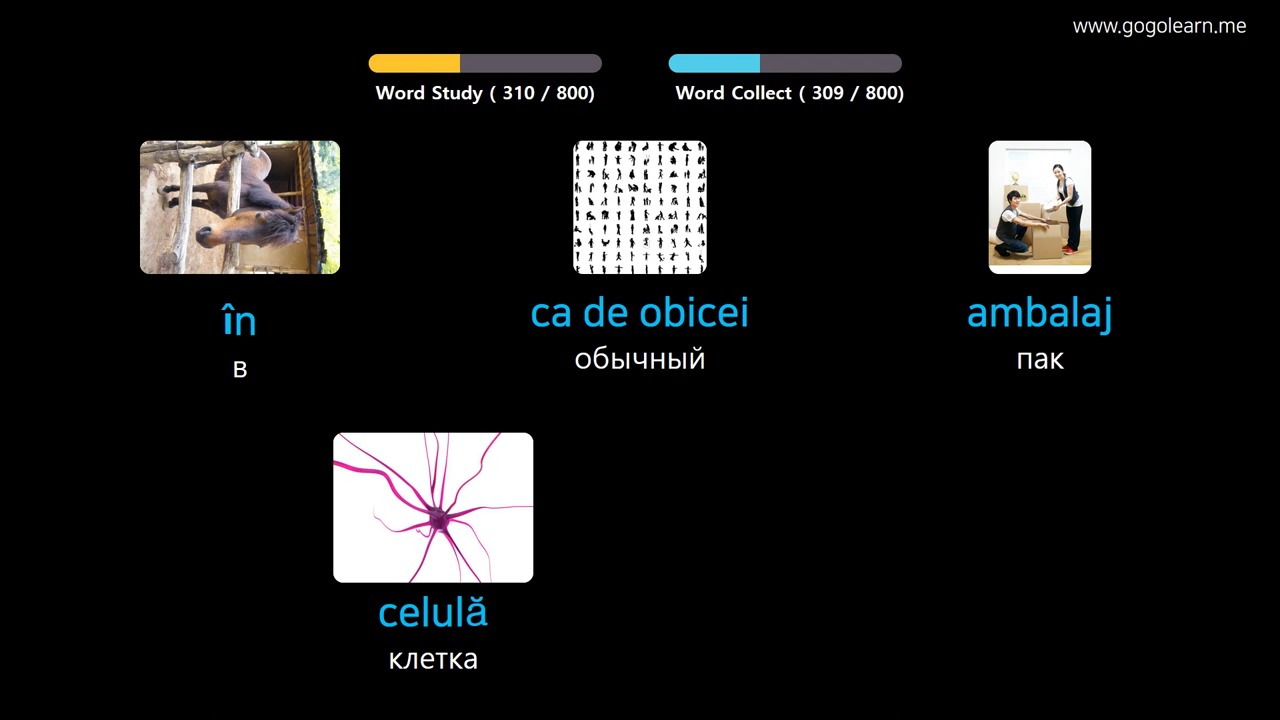 www.gogolearn.me
Word Study ( 310 / 800)
Word Collect ( 309 / 800)
în
в
ca de obicei
обычный
ambalaj
пак
celulă
клетка